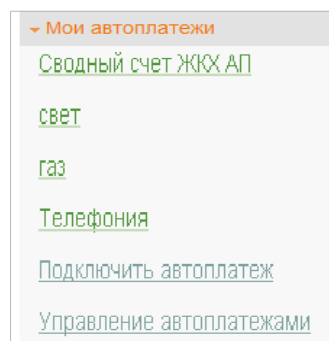 Мои автоплатежи
Сводный счет ЖКХ АП
свет
газ
Телефония
Подключить автоплатеж
Управление автоплатежами